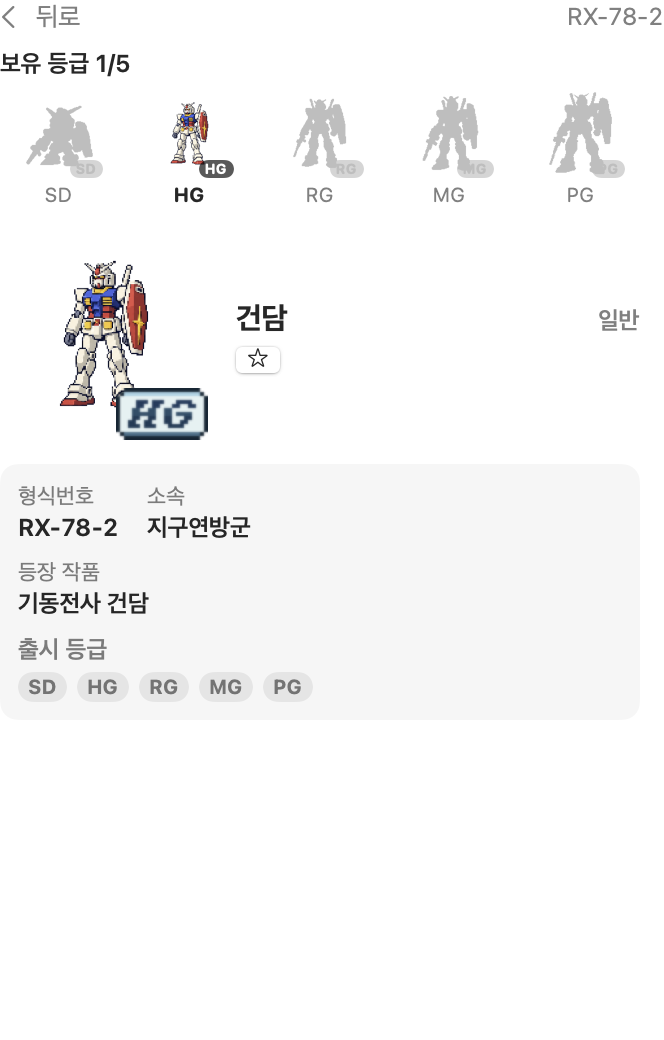 뒤로 RX-78-2
보유 등급 1/5
SD HG RG MG PG
SD HG RG MG PG
건담 일반
HG
형식번호 소속
RX-78-2 지구연방군
등장 작품
기동전사 건담
출시 등급
SD HG RG MG PG